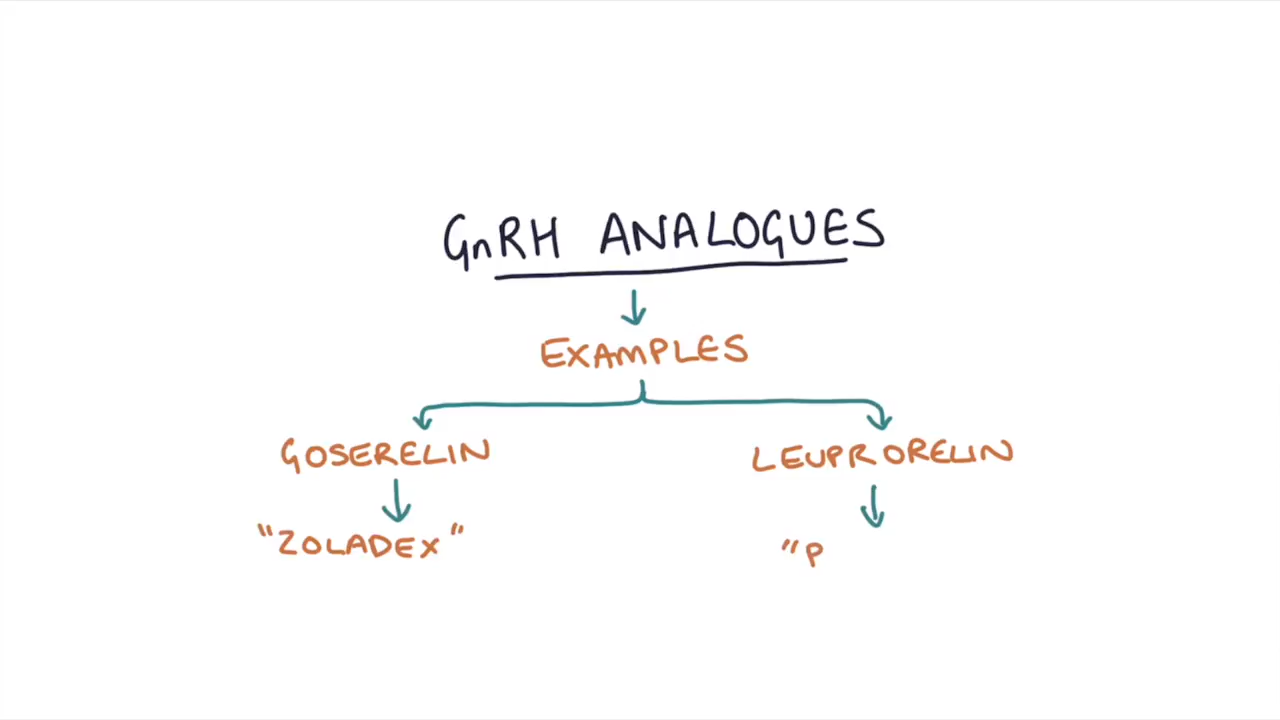 GnRH ANALOGUES
EXAMPLES
GOSERELIN
LEUPRORELIN
"ZOLADEX"
"P